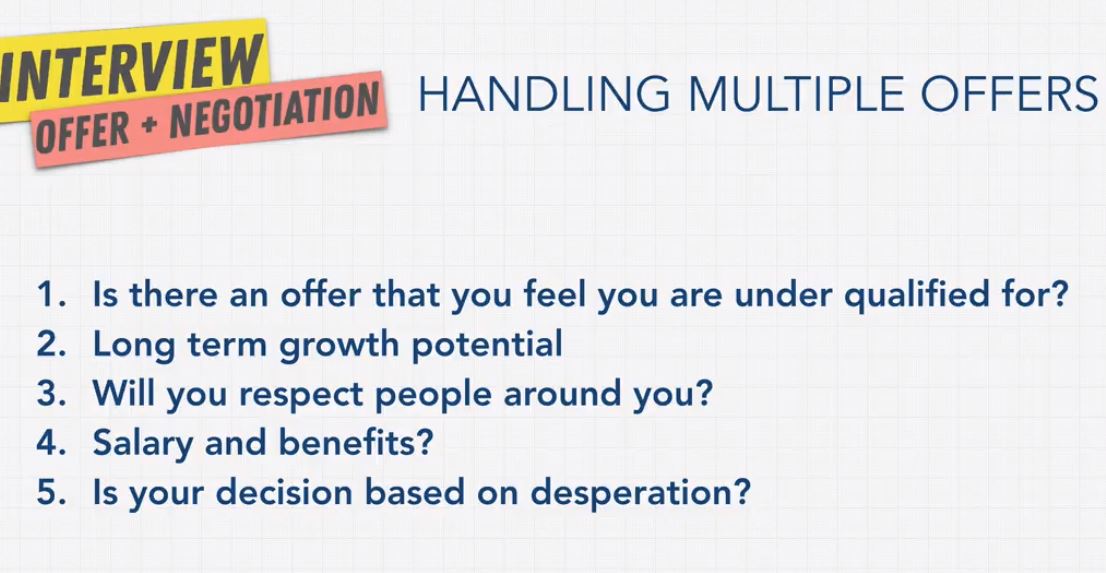 INTERVIEW
OFFER + NEGOTIATION
HANDLING MULTIPLE OFFERS
1. Is there an offer that you feel you are under qualified for?
2. Long term growth potential
3. Will you respect people around you?
4. Salary and benefits?
5. Is your decision based on desperation?